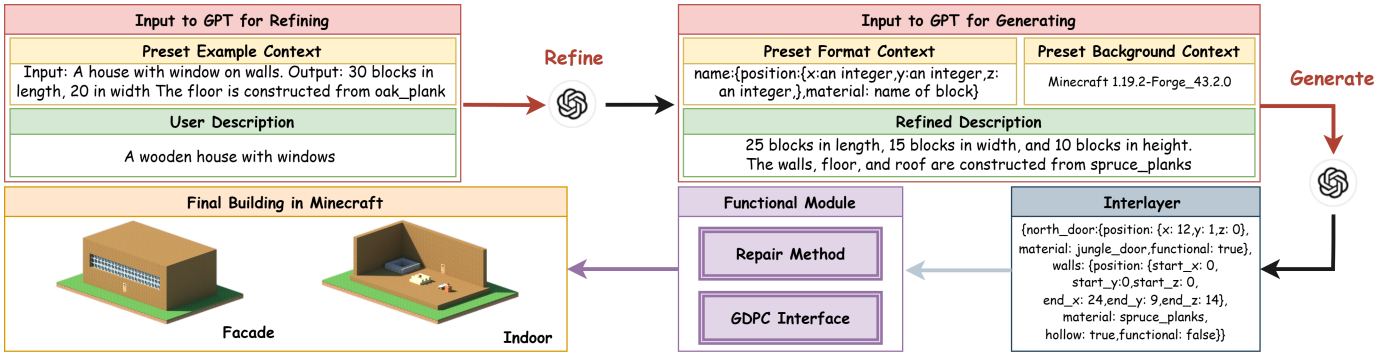 Input to GPT for Refining
Preset Example Context
Input: A house with window on walls. Output: 30 blocks in
length, 20 in width The floor is constructed from oak_plank
User Description
A wooden house with windows
Refine
Input to GPT for Generating
Preset Format Context
name:{position:{x:an integer,y:an integer,z:
an integer,},material: name of block}
Preset Background Context
Minecraft 1.19.2-Forge_43.2.0
Refined Description
25 blocks in length, 15 blocks in width, and 10 blocks in height.
The walls, floor, and roof are constructed from spruce_planks
Generate
Final Building in Minecraft
Facade
Indoor
Functional Module
Repair Method
GDPC Interface
Interlayer
{north_door:{position: {x: 12,y: 1,z: 0},
material: jungle_door,functional: true},
walls: {position: {start_x: 0,
start_y:0,start_z: 0,
end_x: 24,end_y: 9,end_z: 14},
material: spruce_planks,
hollow: true,functional: false}}